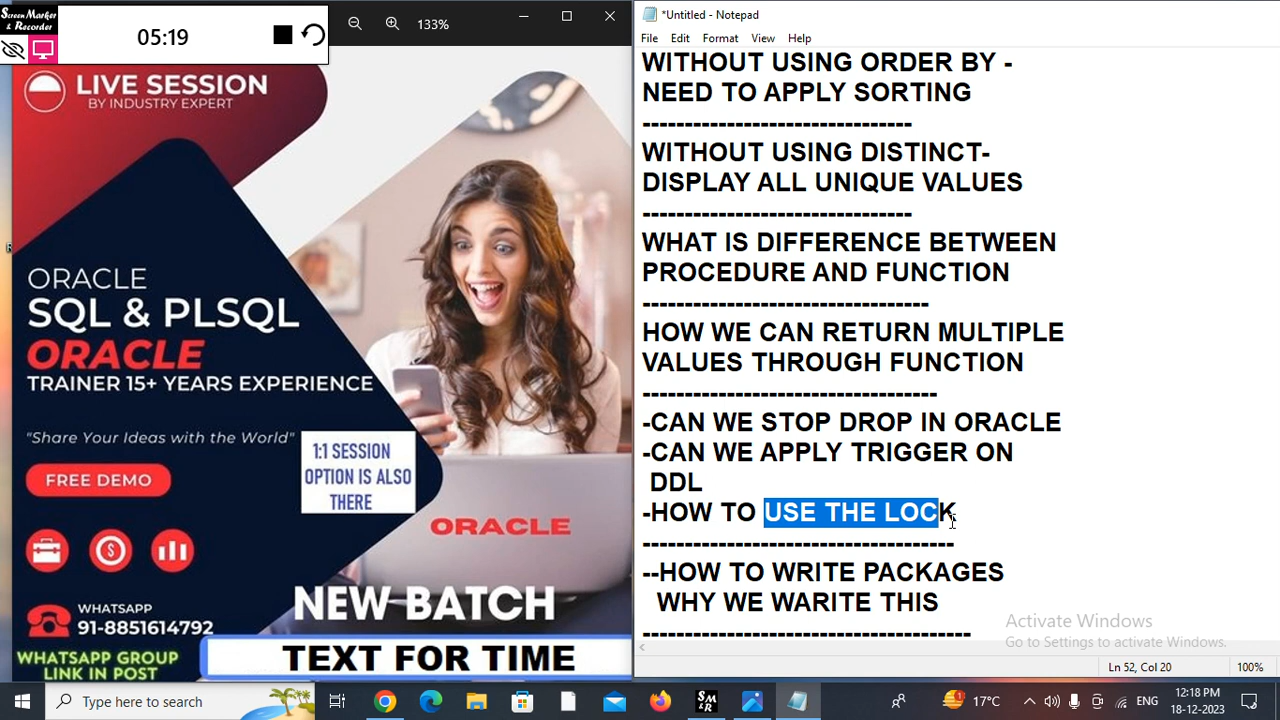 Screen Marker
& Recorder
05:19
133%
LIVE SESSION
BY INDUSTRY EXPERT
ORACLE
SQL & PLSQL
ORACLE
TRAINER 15+ YEARS EXPERIENCE
"Share Your Ideas with the World"
FREE DEMO
1:1 SESSION
OPTION IS ALSO
THERE
ORACLE
NEW BATCH
WHATSAPP
91-8851614792
WHATSAPP GROUP
LINK IN POST
TEXT FOR TIME
*Untitled - Notepad
File Edit Format View Help
WITHOUT USING ORDER BY -
NEED TO APPLY SORTING
--------------------------------
WITHOUT USING DISTINCT-
DISPLAY ALL UNIQUE VALUES
--------------------------------
WHAT IS DIFFERENCE BETWEEN
PROCEDURE AND FUNCTION
----------------------------------
HOW WE CAN RETURN MULTIPLE
VALUES THROUGH FUNCTION
-----------------------------------
-CAN WE STOP DROP IN ORACLE
-CAN WE APPLY TRIGGER ON
DDL
-HOW TO USE THE LOCK
-------------------------------------
--HOW TO WRITE PACKAGES
WHY WE WARITE THIS
---------------------------------------
Activate Windows
Go to Settings to activate Windows.
Ln 52, Col 20 100%
Type here to search
SM
&R
1
17°C
ENG
12:18 PM
18-12-2023